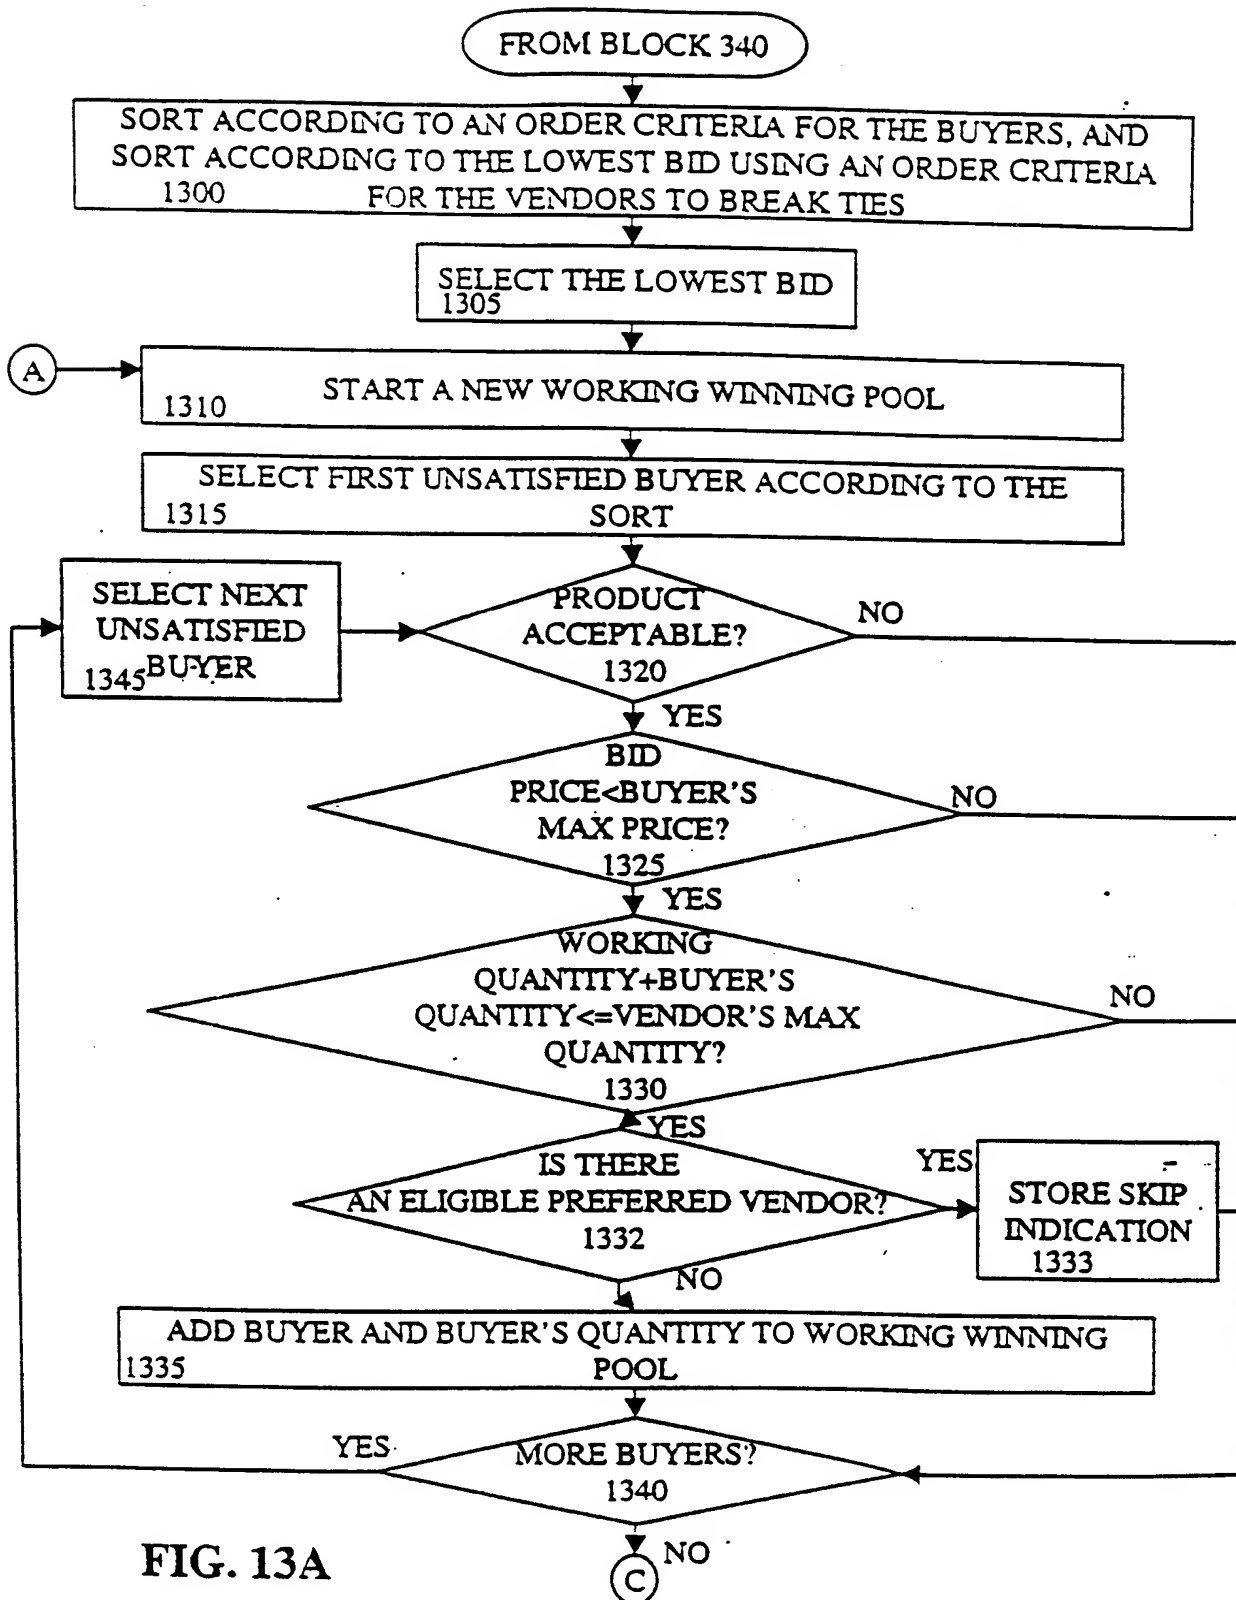 FROM BLOCK 340
SORT ACCORDING TO AN ORDER CRITERIA FOR THE BUYERS, AND
SORT ACCORDING TO THE LOWEST BID USING AN ORDER CRITERIA
1300 FOR THE VENDORS TO BREAK TIES
SELECT THE LOWEST BID
1305
A
START A NEW WORKING WINNING POOL
1310
SELECT FIRST UNSATISFIED BUYER ACCORDING TO THE
1315 SORT
SELECT NEXT
UNSATISFIED
1345 BUYER
PRODUCT
ACCEPTABLE?
1320
NO
YES
BID
PRICE<BUYER'S
MAX PRICE?
1325
NO
YES
WORKING
QUANTITY+BUYER'S
QUANTITY<=VENDOR'S MAX
QUANTITY?
1330
NO
YES
IS THERE
AN ELIGIBLE PREFERRED VENDOR?
1332
YES
STORE SKIP
INDICATION
1333
NO
ADD BUYER AND BUYER'S QUANTITY TO WORKING WINNING
1335 POOL
YES
MORE BUYERS?
1340
NO
C
FIG. 13A